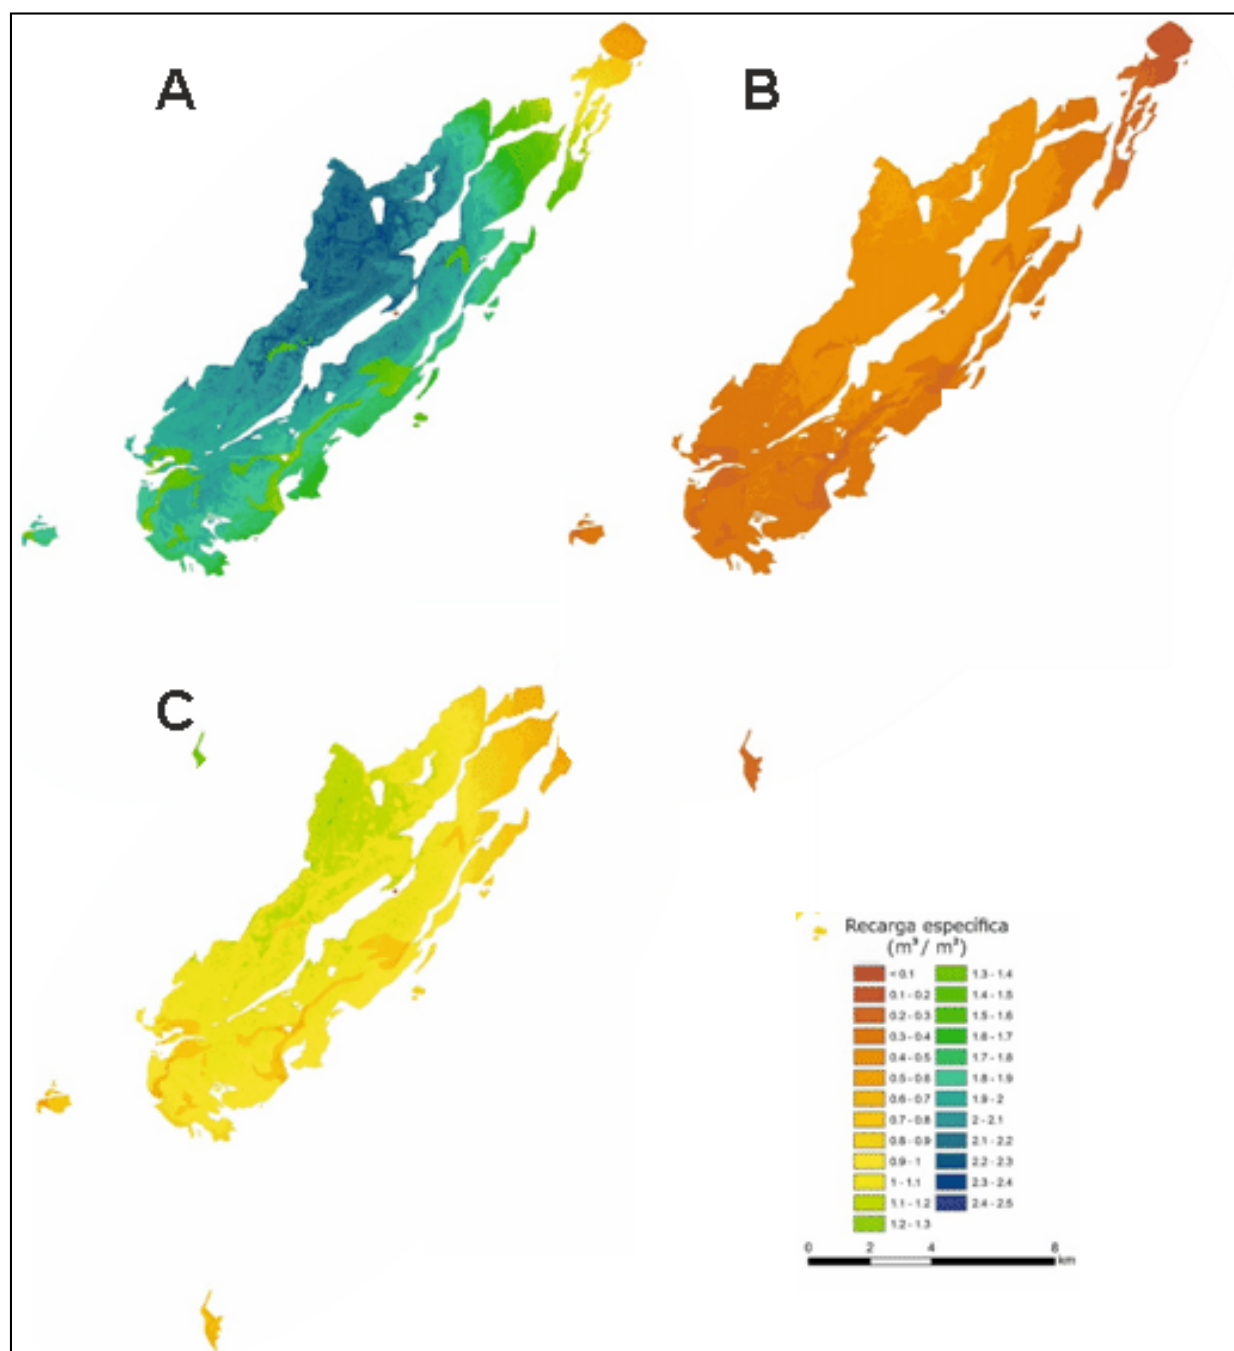 A
B
C
Recarga específica
(m³/ m²)
< 0.1
0.1 - 0.2
0.2 - 0.3
0.3 - 0.4
0.4 - 0.5
0.5 - 0.6
0.6 - 0.7
0.7 - 0.8
0.8 - 0.9
0.9 - 1
1 - 1.1
1.1 - 1.2
1.2 - 1.3
1.3 - 1.4
1.4 - 1.5
1.5 - 1.6
1.6 - 1.7
1.7 - 1.8
1.8 - 1.9
1.9 - 2
2 - 2.1
2.1 - 2.2
2.2 - 2.3
2.3 - 2.4
2.4 - 2.5
0 2 4 8
km